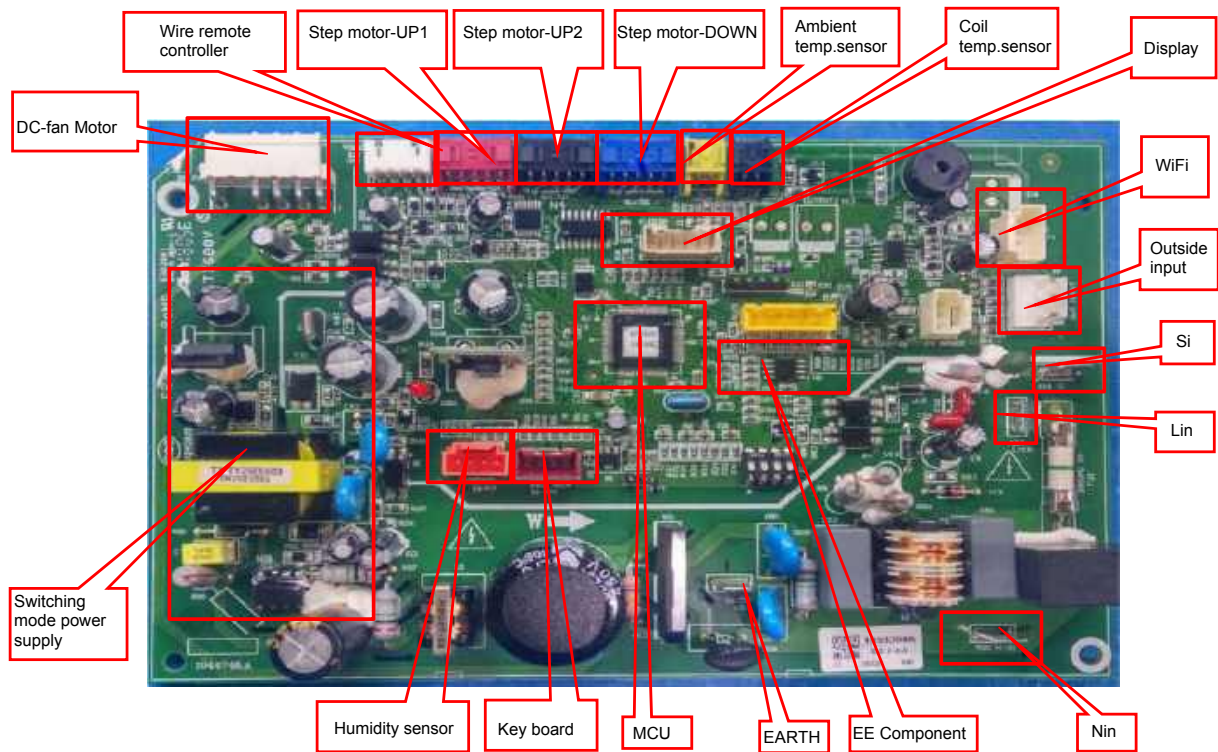 Wire remote
controller
Step motor-UP1
Step motor-UP2
Step motor-DOWN
Ambient
temp.sensor
Coil
temp.sensor
Display
DC-fan Motor
WiFi
Outside
input
Si
Lin
W
Switching
mode power
supply
Humidity sensor
Key board
MCU
EARTH
EE Component
Nin